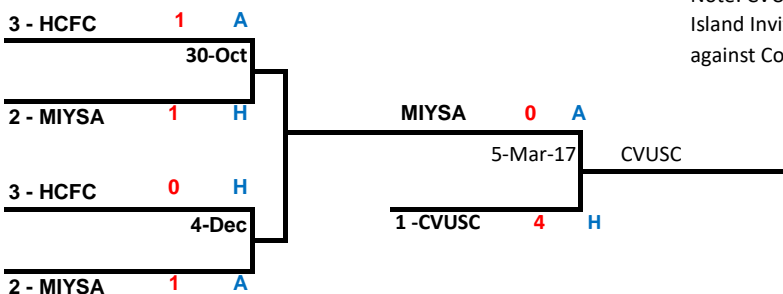 3 - HCFC 1 A
30-Oct
2 - MIYSA 1 H
3 - HCFC 0 H
4-Dec
2 - MIYSA 1 A
MIYSA 0 A
5-Mar-17
1 -CVUSC 4 H
CVUSC
Island Invi
against Co